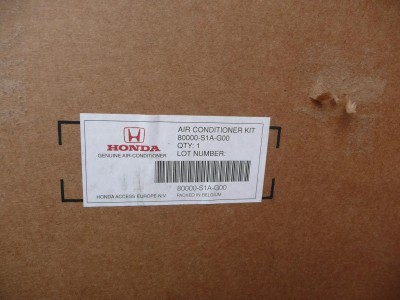 AIR CONDITIONER KIT
80000-S1A-G00
QTY: 1
LOT NUMBER:
HONDA
GENUINE AIR-CONDITIONER
80000-S1A-G00
HONDA ACCESS EUROPE N.V.
PACKED IN BELGIUM